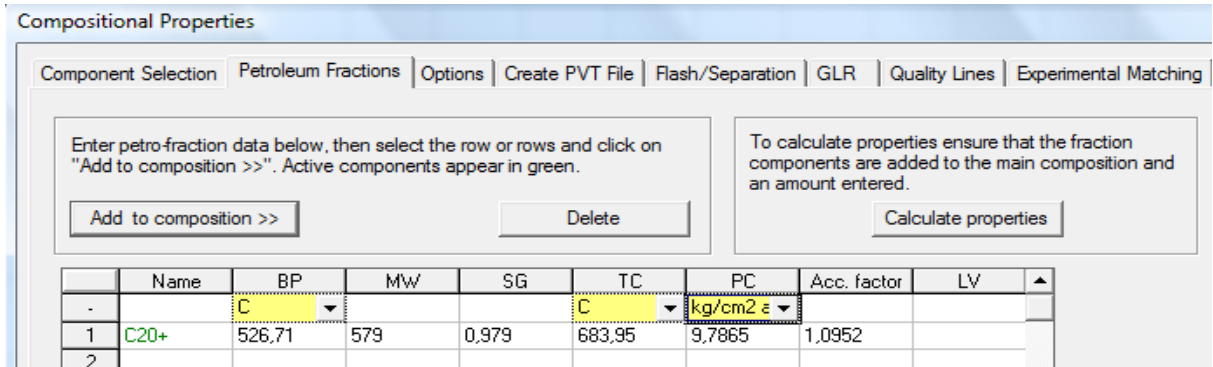 Compositional Properties
Component Selection Petroleum Fractions Options Create PVT File Flash/Separation GLR Quality Lines Experimental Matching
Enter petro-fraction data below, then select the row or rows and click on
"Add to composition >>". Active components appear in green.
Add to composition >> Delete
To calculate properties ensure that the fraction
components are added to the main composition and
an amount entered.
Calculate properties
Name BP MW SG TC PC Acc. factor LV
- C C kg/cm2 a
1 C20+ 526,71 579 0,979 683,95 9,7865 1,0952
2